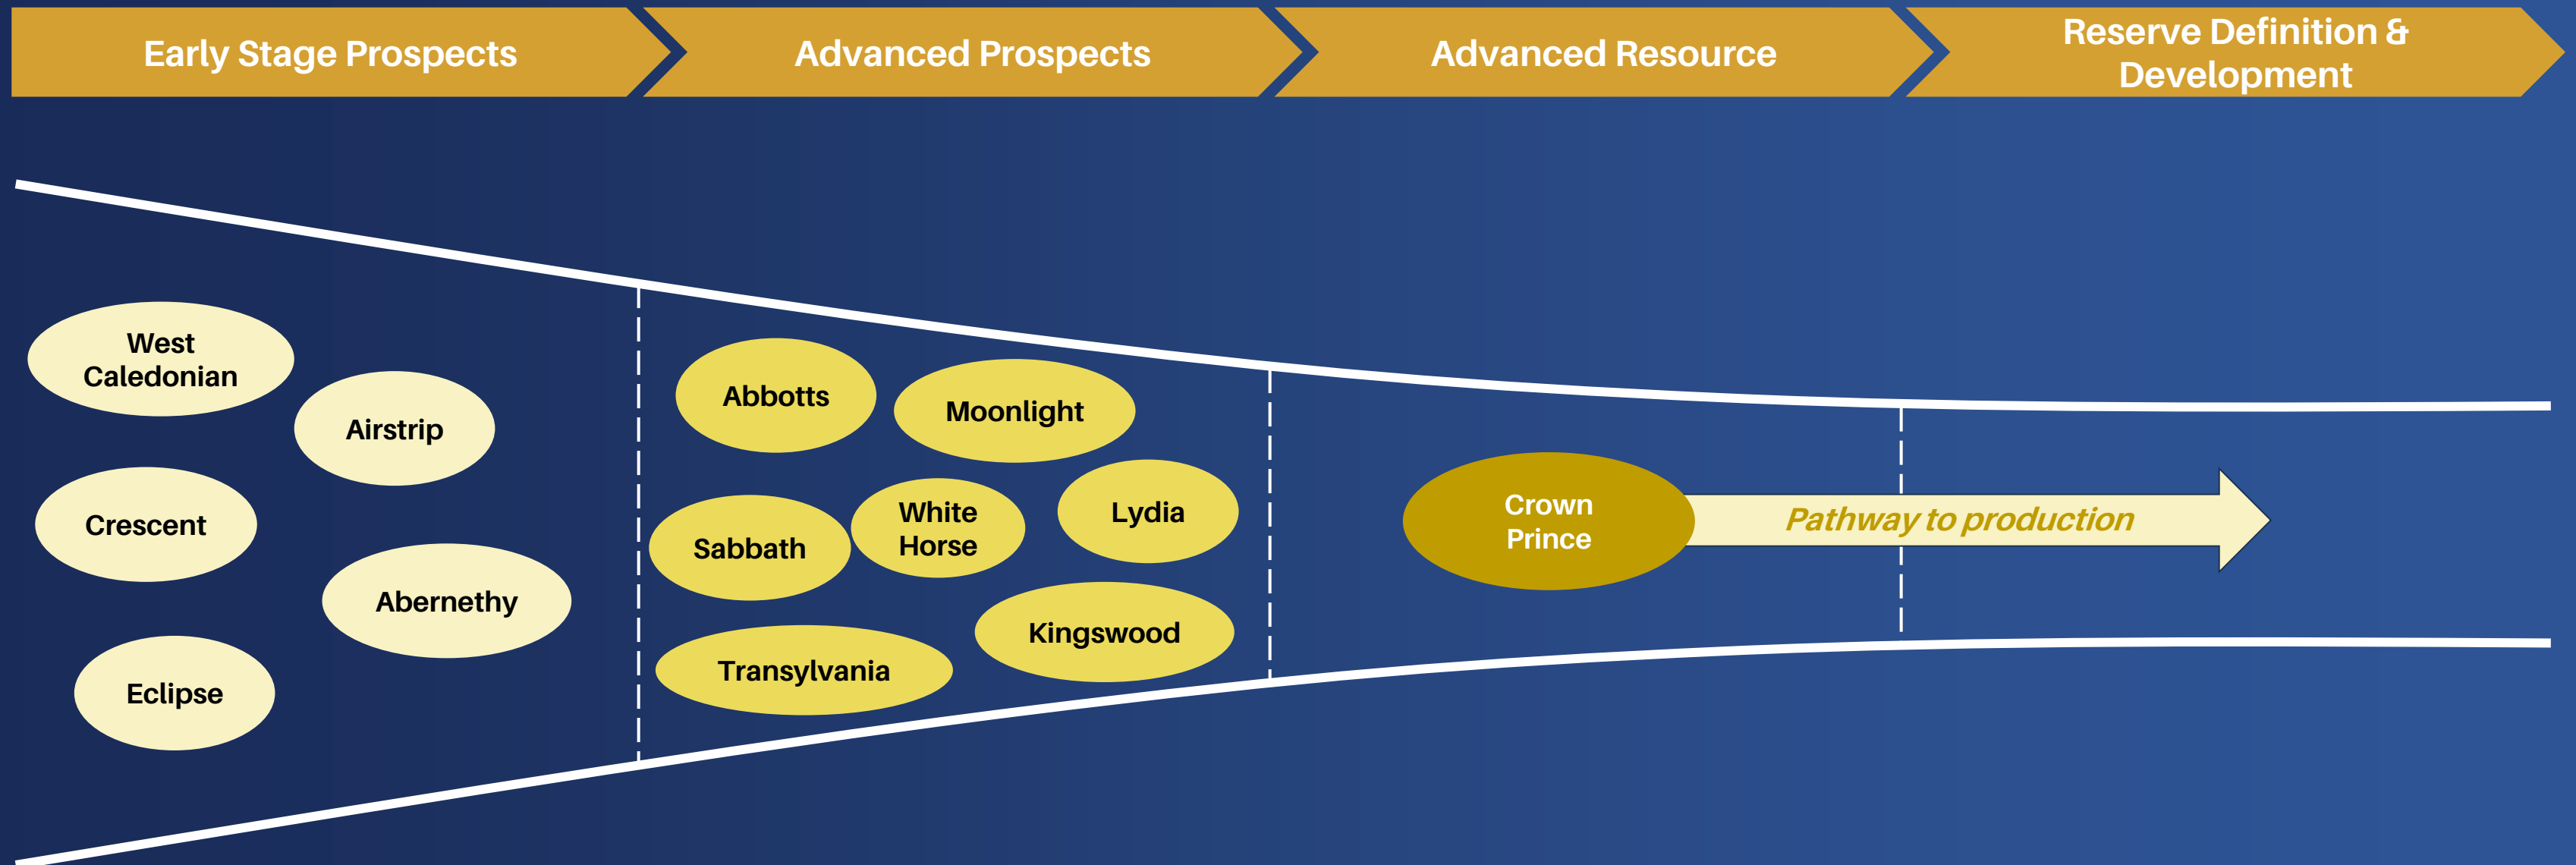 Early Stage Prospects
Advanced Prospects
Advanced Resource
Reserve Definition &
Development
West
Caledonian
Airstrip
Crescent
Abernethy
Eclipse
Abbotts
Moonlight
Sabbath
White
Horse
Lydia
Transylvania
Kingswood
Crown
Prince
Pathway to production